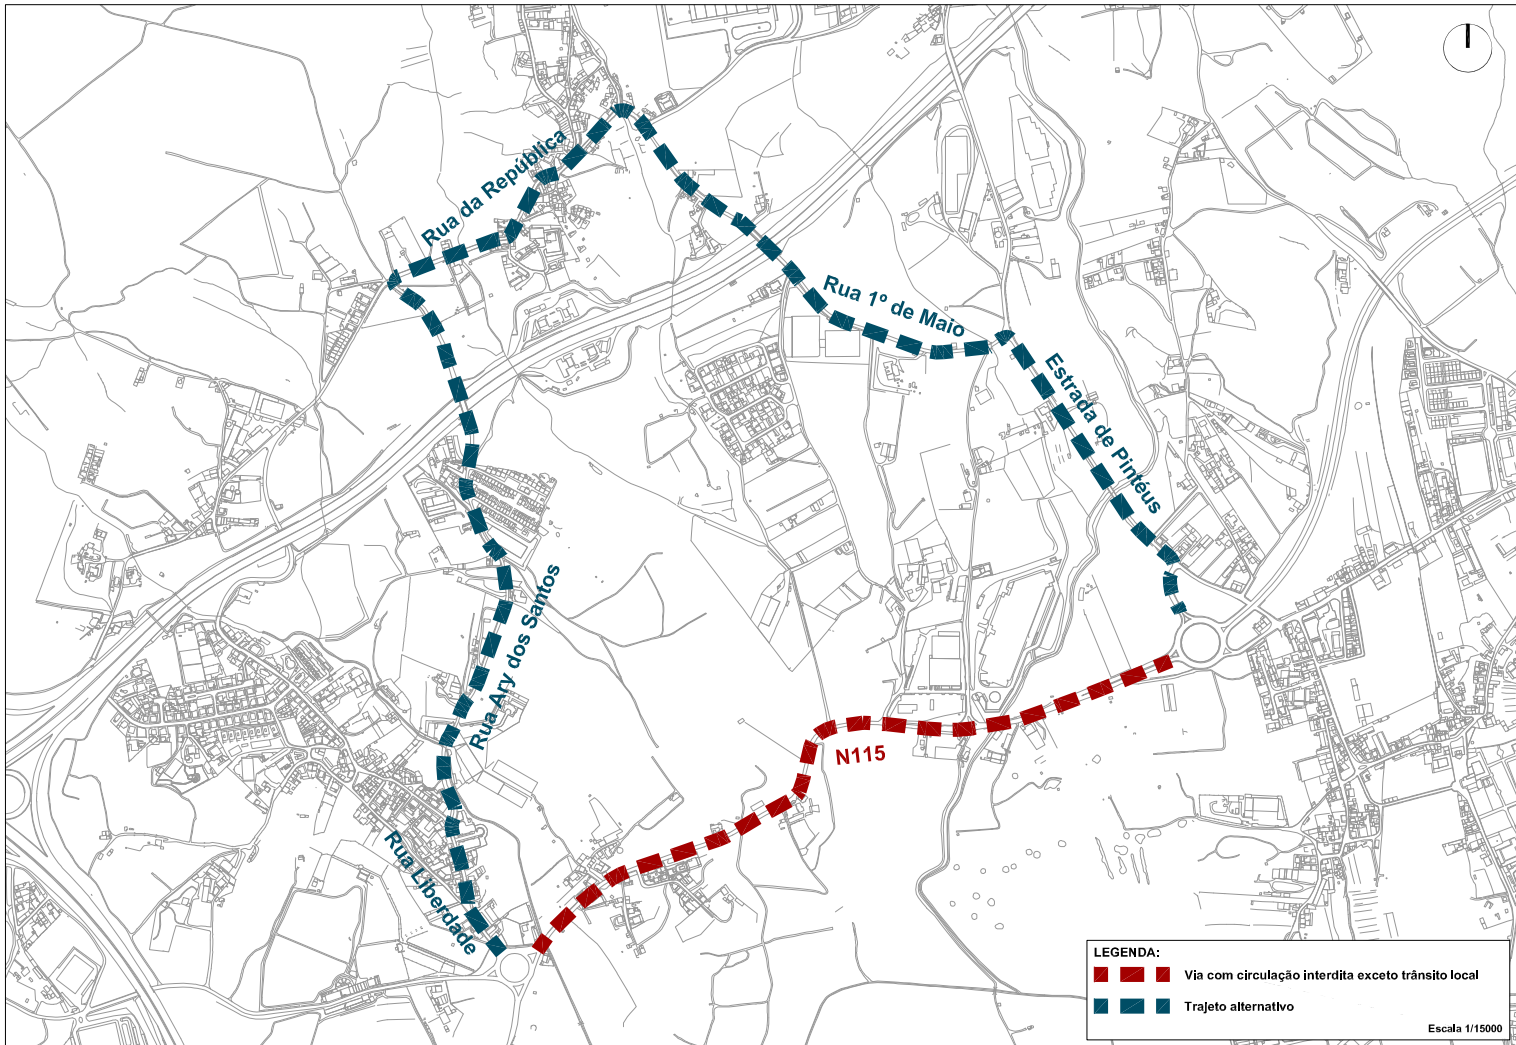 Rua da República
Rua 1º de Maio
Estrada de Pintéus
Rua Ary dos Santos
N115
Rua Liberdade
LEGENDA:
Via com circulação interdita exceto trânsito local
Trajeto alternativo
Escala 1/15000